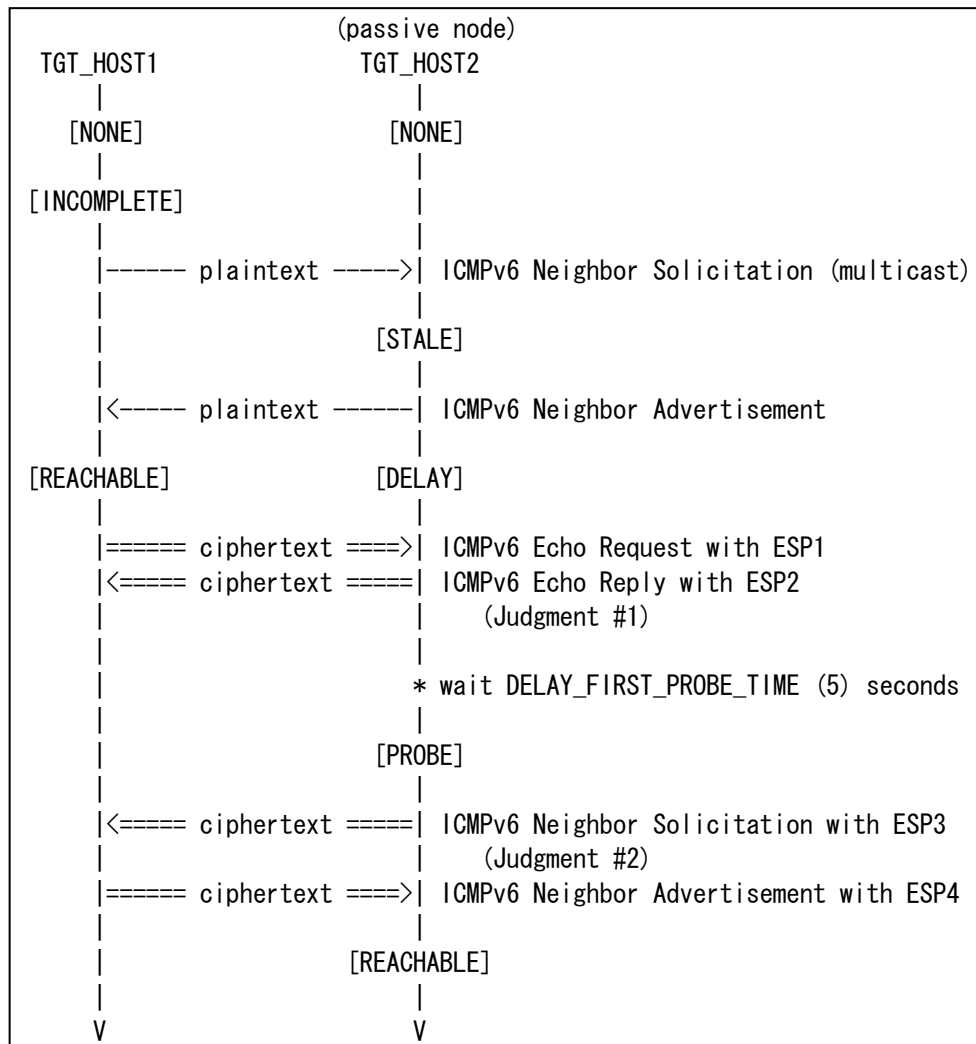 (passive node)
TGT_HOST1 TGT_HOST2
[NONE] [NONE]
[INCOMPLETE]
|------ plaintext ----->| ICMPv6 Neighbor Solicitation (multicast)
[STALE]
|<----- plaintext ------| ICMPv6 Neighbor Advertisement
[REACHABLE] [DELAY]
|====== ciphertext ====>| ICMPv6 Echo Request with ESP1
|<===== ciphertext =====| ICMPv6 Echo Reply with ESP2
(Judgment #1)
* wait DELAY_FIRST_PROBE_TIME (5) seconds
[PROBE]
|<===== ciphertext =====| ICMPv6 Neighbor Solicitation with ESP3
(Judgment #2)
|====== ciphertext ====>| ICMPv6 Neighbor Advertisement with ESP4
[REACHABLE]
V V